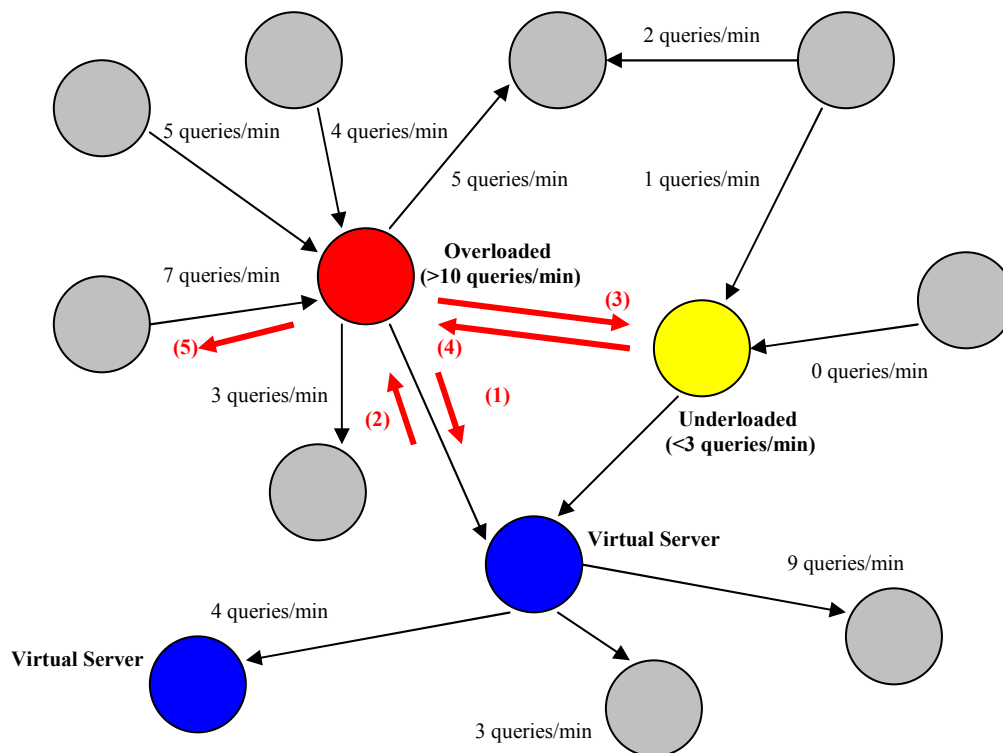 2 queries/min
5 queries/min
4 queries/min
5 queries/min
1 queries/min
Overloaded
(>10 queries/min)
7 queries/min
(3)
(5)
(4)
0 queries/min
3 queries/min
(2)
(1)
Underloaded
(<3 queries/min)
Virtual Server
9 queries/min
4 queries/min
Virtual Server
3 queries/min